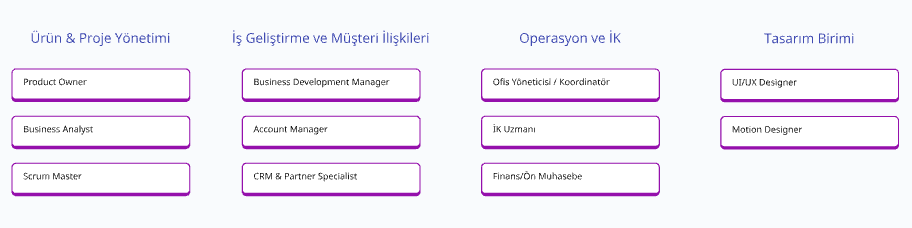 Ürün & Proje Yönetimi
Product Owner
Business Analyst
Scrum Master
İş Geliştirme ve Müşteri İlişkileri
Business Development Manager
Account Manager
CRM & Partner Specialist
Operasyon ve İK
Ofis Yöneticisi / Koordinatör
İK Uzmanı
Finans/Ön Muhasebe
Tasarım Birimi
UI/UX Designer
Motion Designer